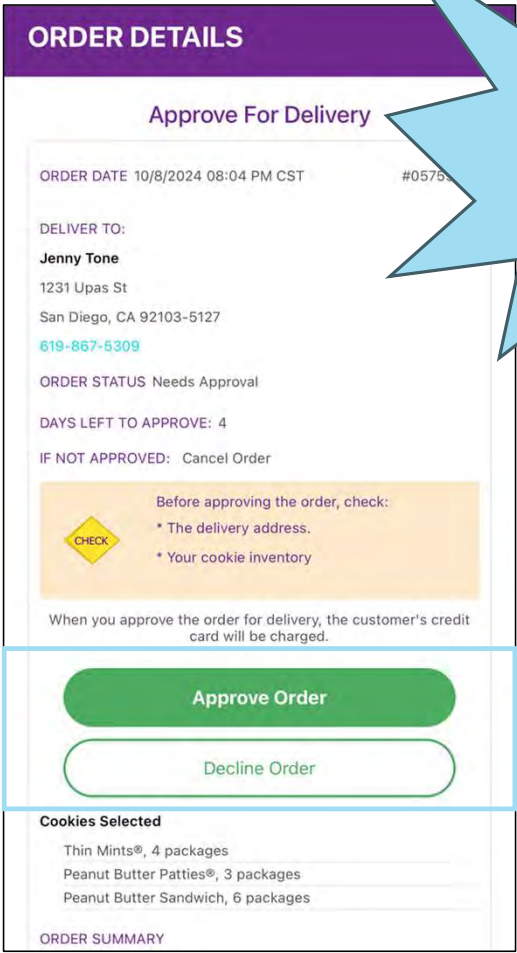 ORDER DETAILS
Approve For Delivery
ORDER DATE 10/8/2024 08:04 PM CST
DELIVER TO:
Jenny Tone
1231 Upas St
San Diego, CA 92103-5127
619-867-5309
ORDER STATUS Needs Approval
DAYS LEFT TO APPROVE: 4
IF NOT APPROVED: Cancel Order
Before approving the order, check:
CHECK
* The delivery address.
* Your cookie inventory
When you approve the order for delivery, the customer's credit
card will be charged.
Approve Order
Decline Order
Cookies Selected
Thin Mints®, 4 packages
Peanut Butter Patties®, 3 packages
Peanut Butter Sandwich, 6 packages
ORDER SUMMARY